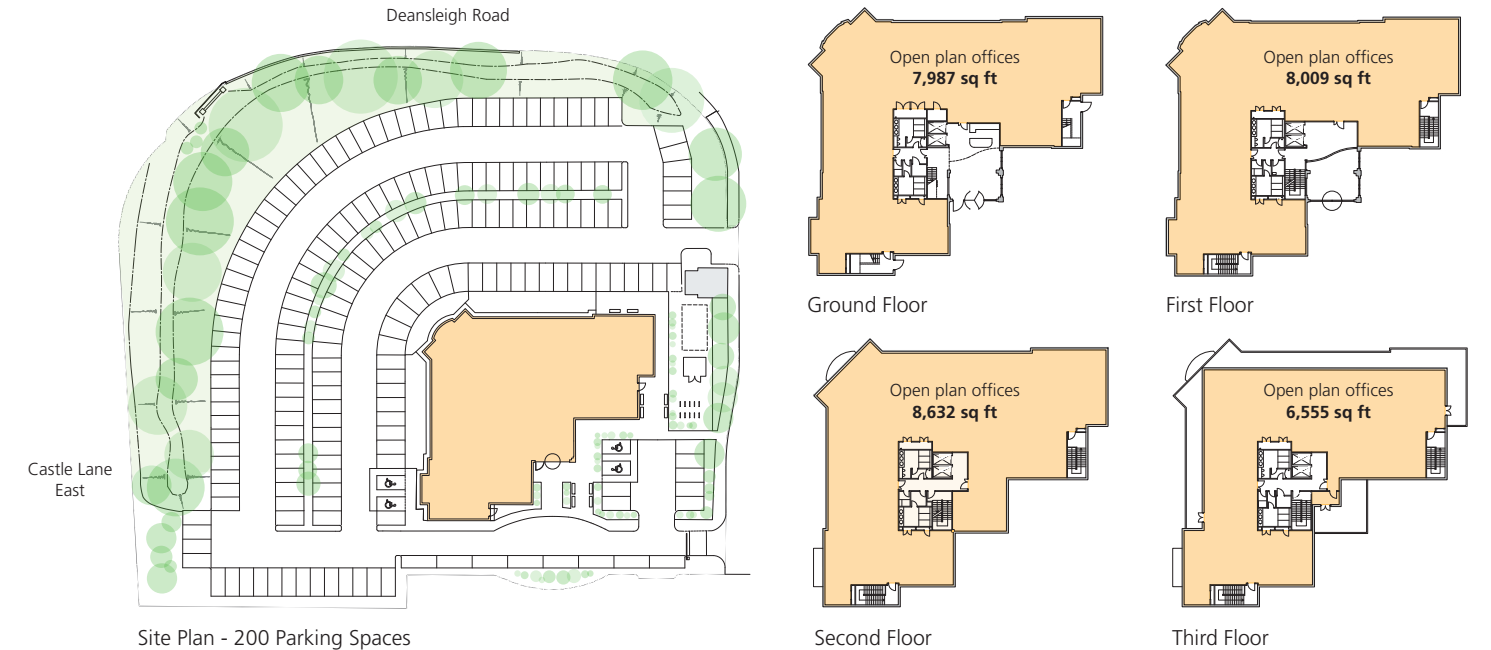 Deansleigh Road
Castle Lane
East
Site Plan - 200 Parking Spaces
Open plan offices
7,987 sq ft
Ground Floor
Open plan offices
8,009 sq ft
First Floor
Open plan offices
8,632 sq ft
Second Floor
Open plan offices
6,555 sq ft
Third Floor